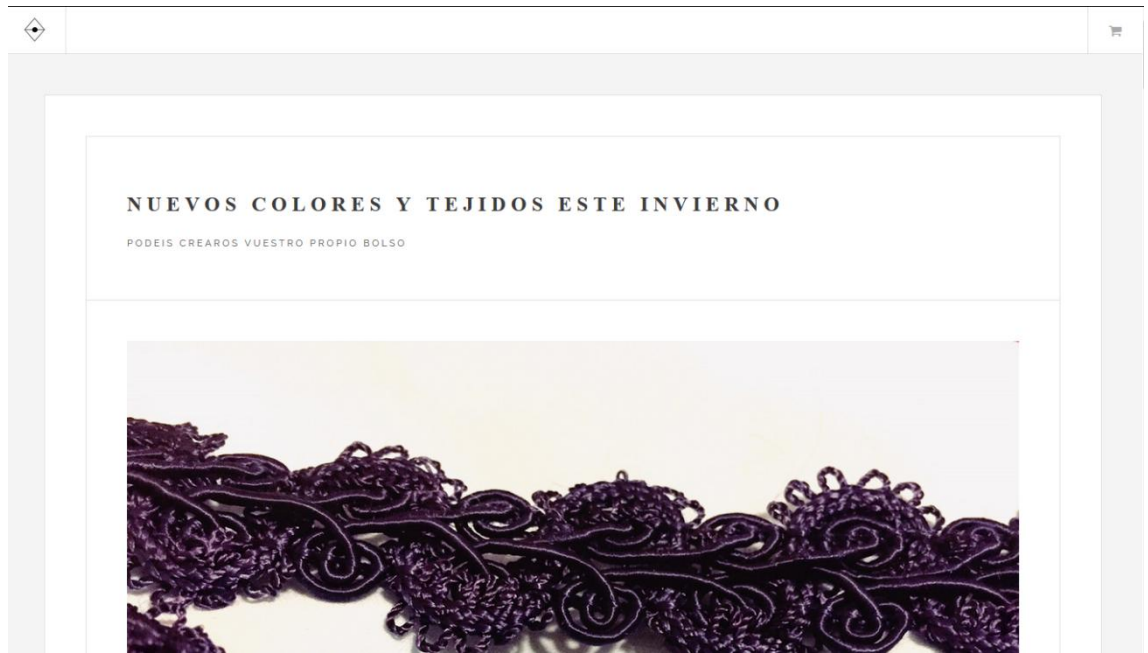 NUEVOS COLORES Y TEJIDOS ESTE INVIERNO
PODEIS CREAROS VUESTRO PROPIO BOLSO